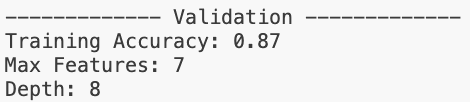 ------------- Validation -------------
Training Accuracy: 0.87
Max Features: 7
Depth: 8